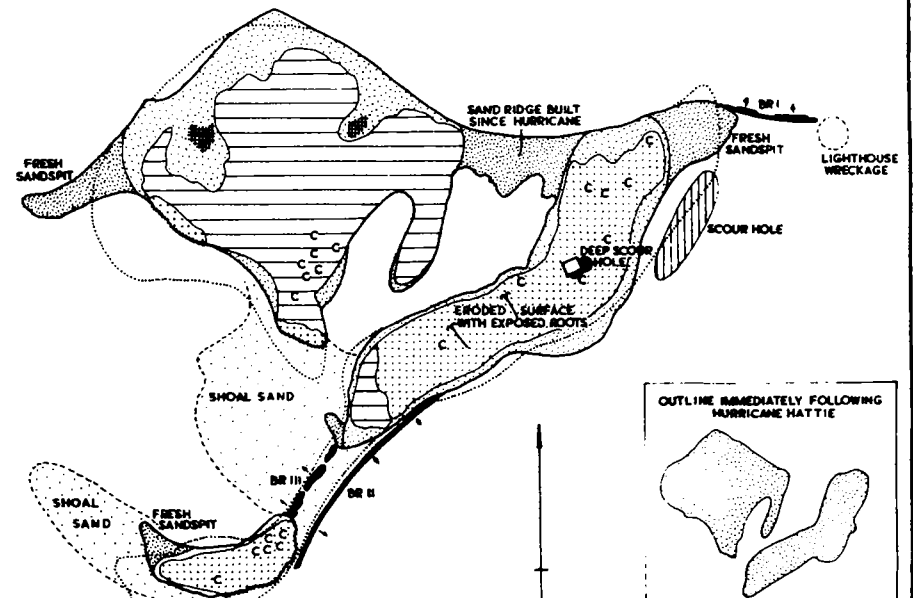 SAND RIDGE BUILT
SINCE HURRICANE
BR I
FRESH
SANDSPIT
FRESH
SANDSPIT
LIGHTHOUSE
WRECKAGE
SCOUR HOLE
C
C
C
C
C
DEEP SCOUR
HOLE
C
C
C
C
C
C
C
C
C
ERODED SURFACE
WITH EXPOSED ROOTS
C
SHOAL SAND
OUTLINE IMMEDIATELY FOLLOWING
HURRICANE HATTIE
BR III
BR II
SHOAL
SAND
FRESH
SANDSPIT
C C
C C C
C